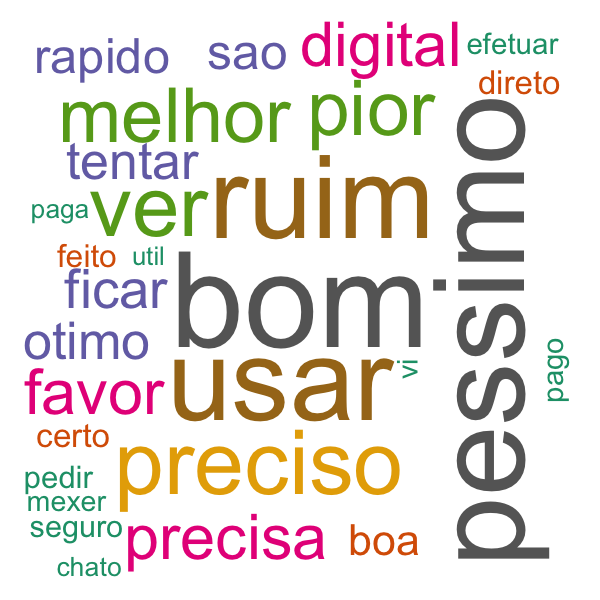 rapido sao digital efetuar
direto
melhor pior
pessimo
tentar
paga ver ruim
feito util
ficar bom
otimo
vi
pago
favor usar
certo
preciso
pedir
mexer
seguro precisa boa
chato